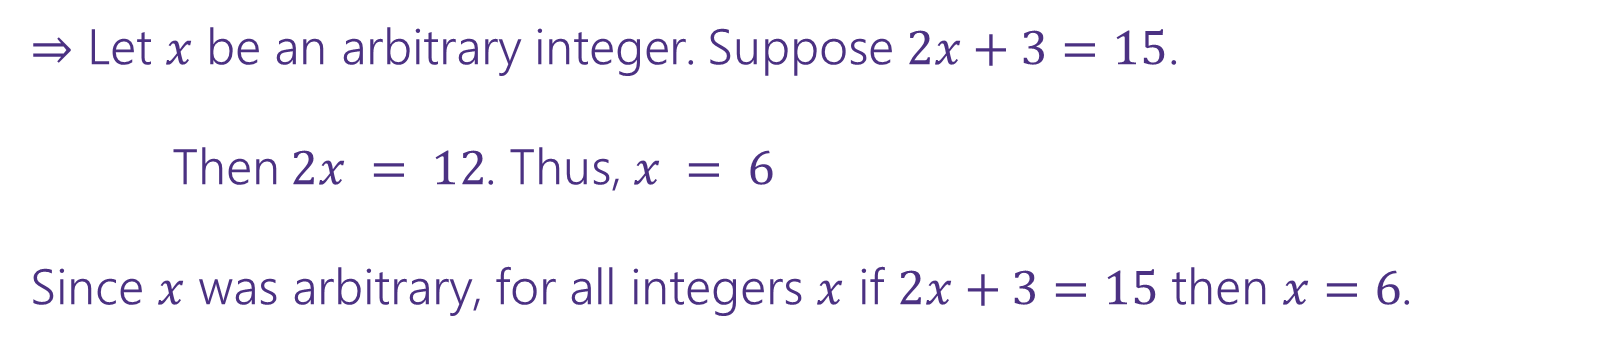 ⇒ Let 𝑥 be an arbitrary integer. Suppose 2𝑥 + 3 = 15.
Then 2𝑥 = 12. Thus, 𝑥 = 6
Since 𝑥 was arbitrary, for all integers 𝑥 if 2𝑥 + 3 = 15 then 𝑥 = 6.